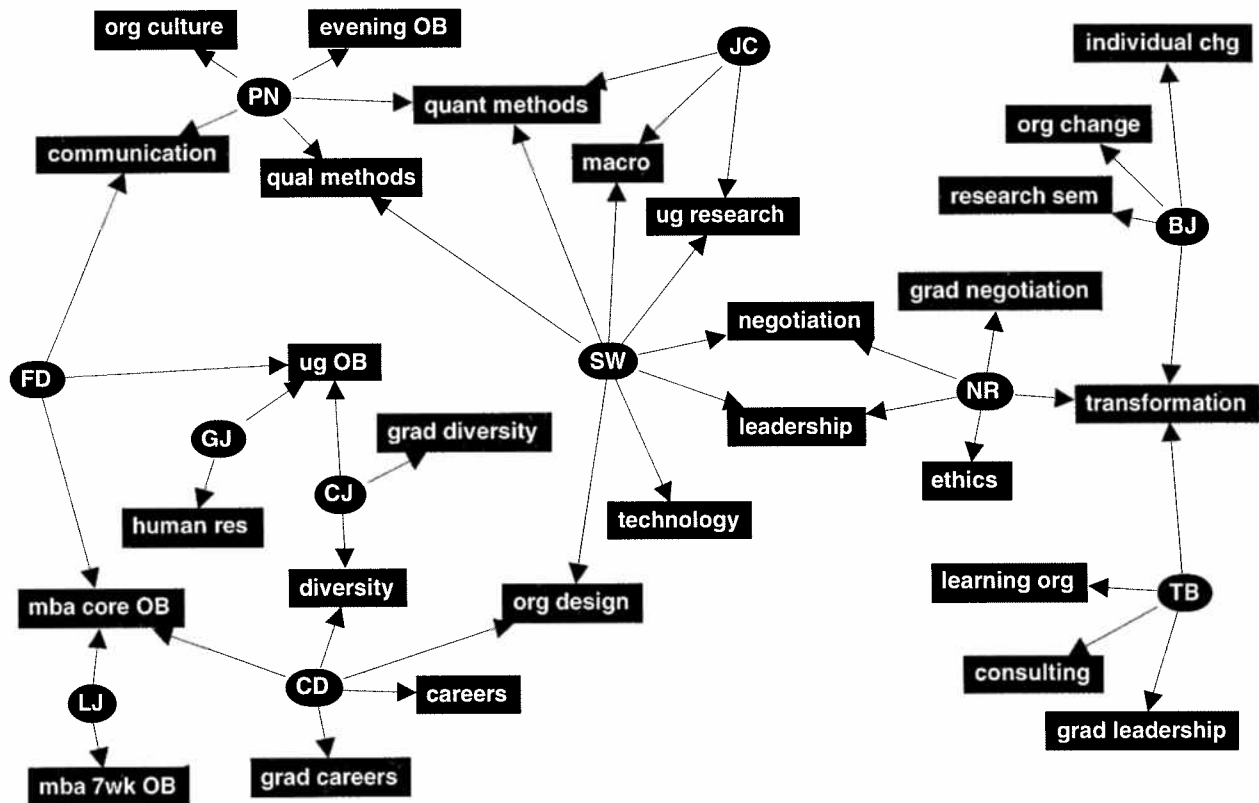 org culture
evening OB
JC
individual chg
PN
quant methods
org change
communication
macro
qual methods
research sem
ug research
BJ
grad negotiation
negotiation
ug OB
SW
FD
NR
transformation
leadership
grad diversity
GJ
ethics
CJ
human res
technology
learning org
diversity
TB
mba core OB
org design
consulting
CD
careers
LJ
grad leadership
grad careers
mba 7wk OB